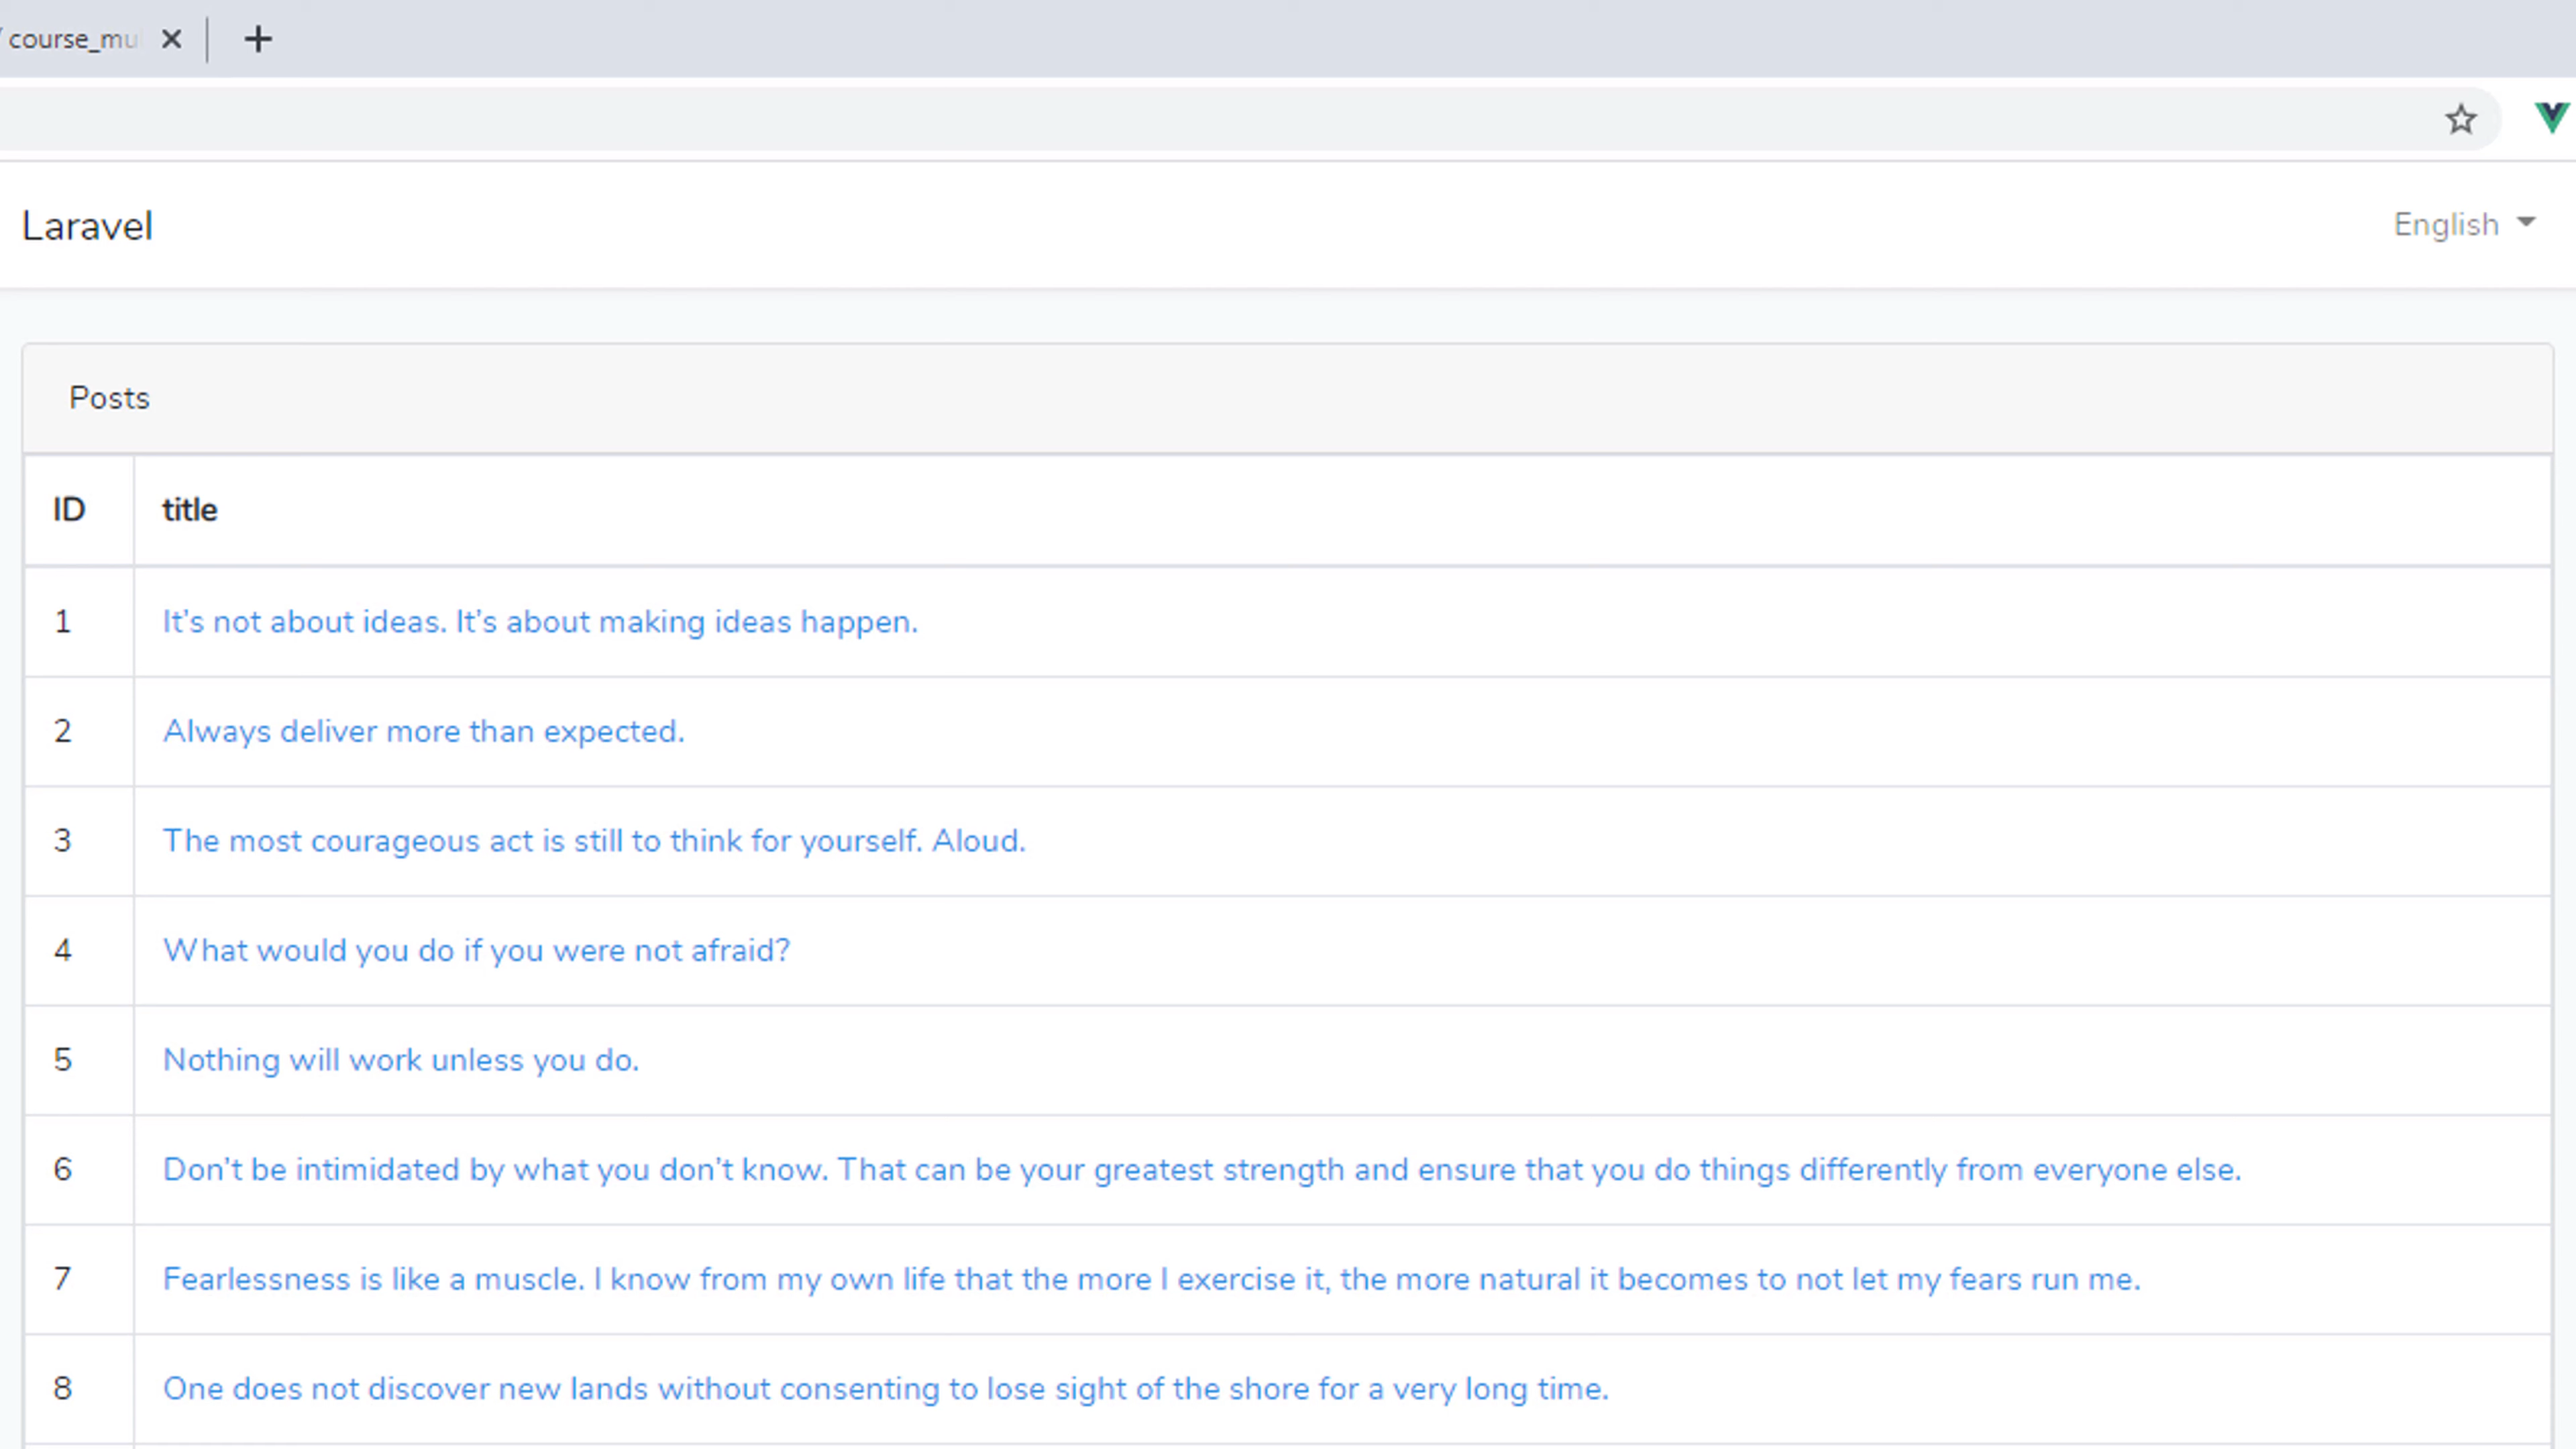 course_mu
Laravel
English
Posts
ID title
1 It's not about ideas. It's about making ideas happen.
2 Always deliver more than expected.
3 The most courageous act is still to think for yourself. Aloud.
4 What would you do if you were not afraid?
5 Nothing will work unless you do.
6 Don't be intimidated by what you don't know. That can be your greatest strength and ensure that you do things differently from everyone else.
7 Fearlessness is like a muscle. I know from my own life that the more I exercise it, the more natural it becomes to not let my fears run me.
8 One does not discover new lands without consenting to lose sight of the shore for a very long time.